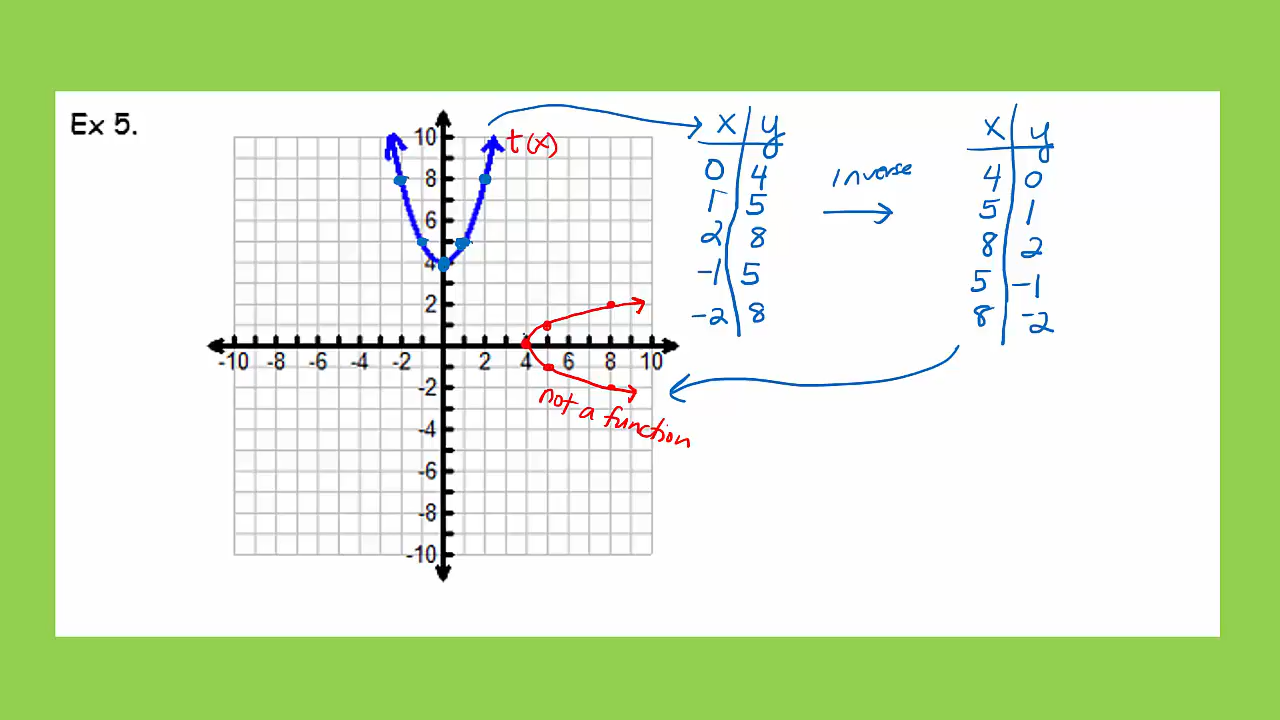 Ex 5.
t(x)
10
8
6
4
2
-10 -8 -6 -4 -2 2 4 6 8 10
-2
-4
-6
-8
-10
not a function
x y
0 4
1 5
2 8
-1 5
-2 8
Inverse
x y
4 0
5 1
8 2
5 -1
8 -2